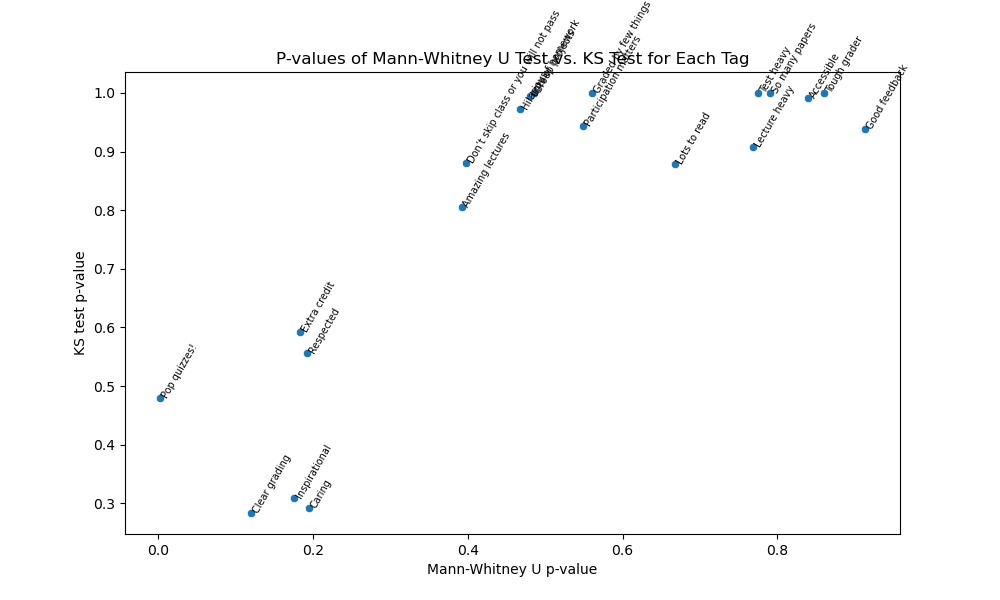 P-values of Mann-Whitney U Test vs. KS Test for Each Tag
Don't skip class or you will not pass
Amazing lectures
Graded by few things
Participation matters
Test heavy
So many papers
Accessible
Tough grader
Good feedback
Lecture heavy
Lots to read
Extra credit
Respected
Pop quizzes!
Clear grading
Inspirational
Caring
KS test p-value
1.0
0.9
0.8
0.7
0.6
0.5
0.4
0.3
0.0
0.2
0.4
0.6
0.8
Mann-Whitney U p-value